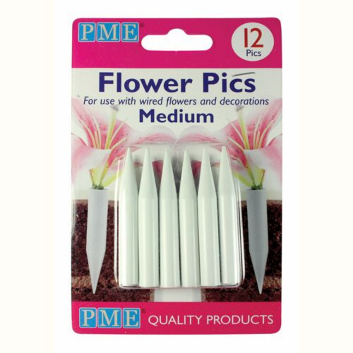 PME
12
Pics
Flower Pics
For use with wired flowers and decorations
Medium
PME QUALITY PRODUCTS